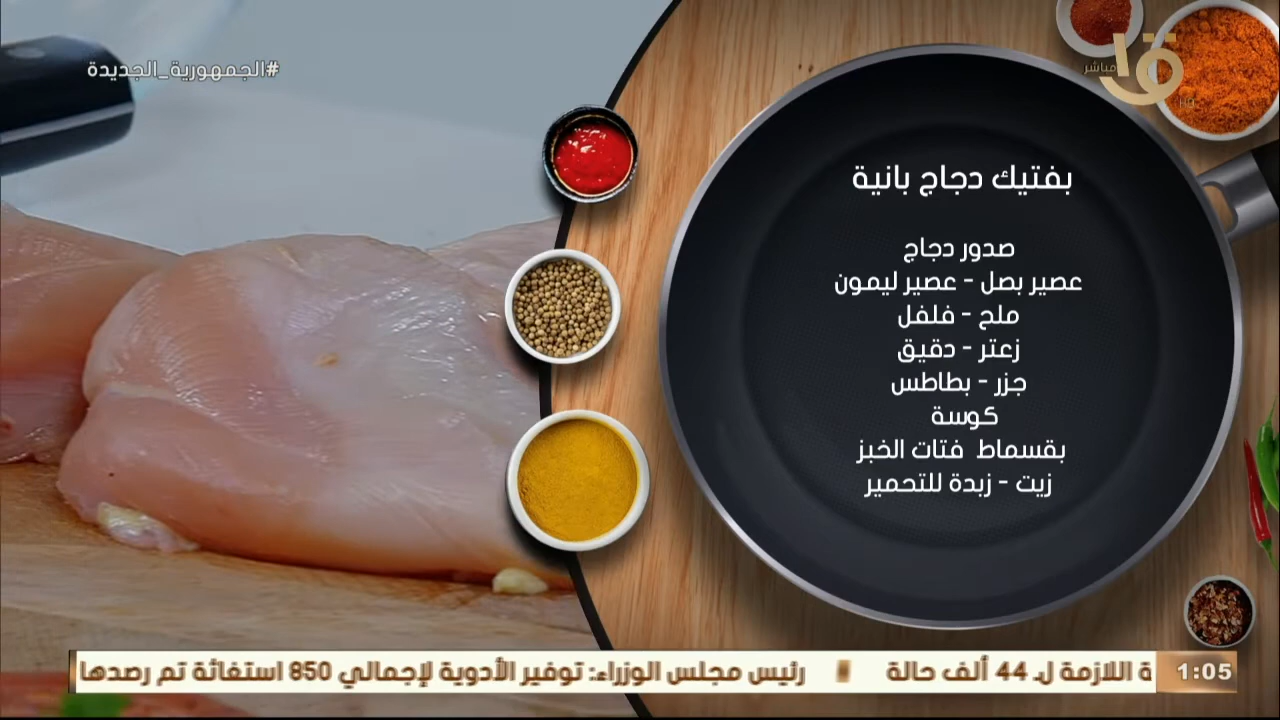 #الجمهورية_الجديدة
مباشر
HD
بفتيك دجاج بانية
صدور دجاج
عصير بصل - عصير ليمون
ملح - فلفل
زعتر - دقيق
جزر - بطاطس
كوسة
بقسماط فتات الخبز
زيت - زبدة للتحمير
1:05 ة اللازمة لـ 44 ألف حالة رئيس مجلس الوزراء: توفير الأدوية لإجمالي 850 استغاثة تم رصدها